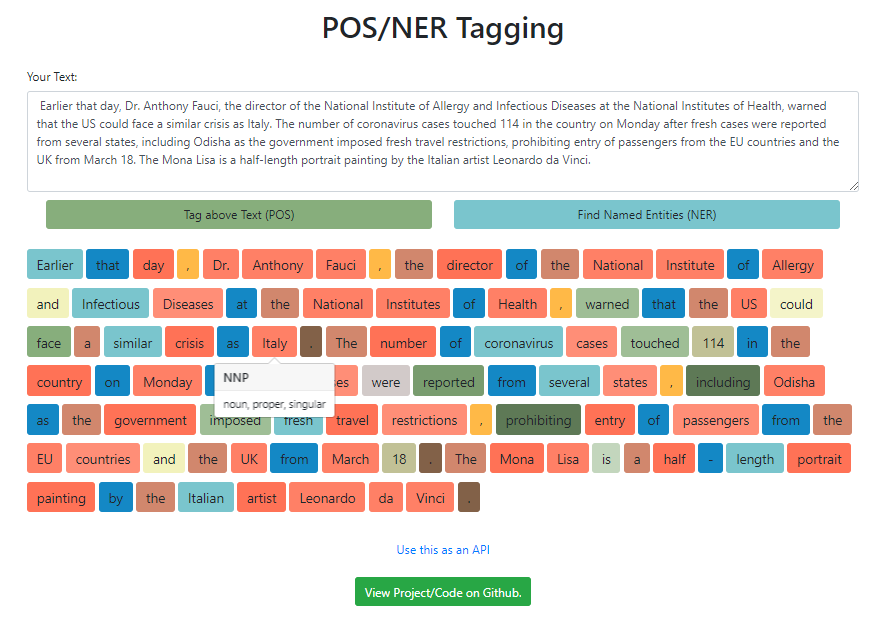 POS/NER Tagging
Your Text:
Earlier that day, Dr. Anthony Fauci, the director of the National Institute of Allergy and Infectious Diseases at the National Institutes of Health, warned
that the US could face a similar crisis as Italy. The number of coronavirus cases touched 114 in the country on Monday after fresh cases were reported
from several states, including Odisha as the government imposed fresh travel restrictions, prohibiting entry of passengers from the EU countries and the
UK from March 18. The Mona Lisa is a half-length portrait painting by the Italian artist Leonardo da Vinci.
Tag above Text (POS) Find Named Entities (NER)
Earlier that day , Dr. Anthony Fauci , the director of the National Institute of Allergy
and Infectious Diseases at the National Institutes of Health , warned that the US could
face a similar crisis as Italy . The number of coronavirus cases touched 114 in the
country on Monday were reported from several states , including Odisha
NNP
noun, proper, singular
as the government imposed fresh travel restrictions , prohibiting entry of passengers from the
EU countries and the UK from March 18 . The Mona Lisa is a half - length portrait
painting by the Italian artist Leonardo da Vinci .
Use this as an API
View Project/Code on Github.